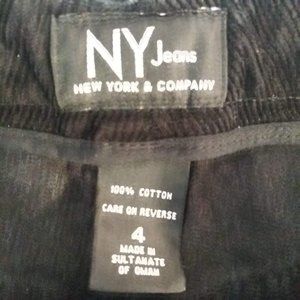 NY Jeans
NEW YORK & COMPANY
100% COTTON
CARE ON REVERSE
4
MADE IN
SULTANATE
OF OMAN